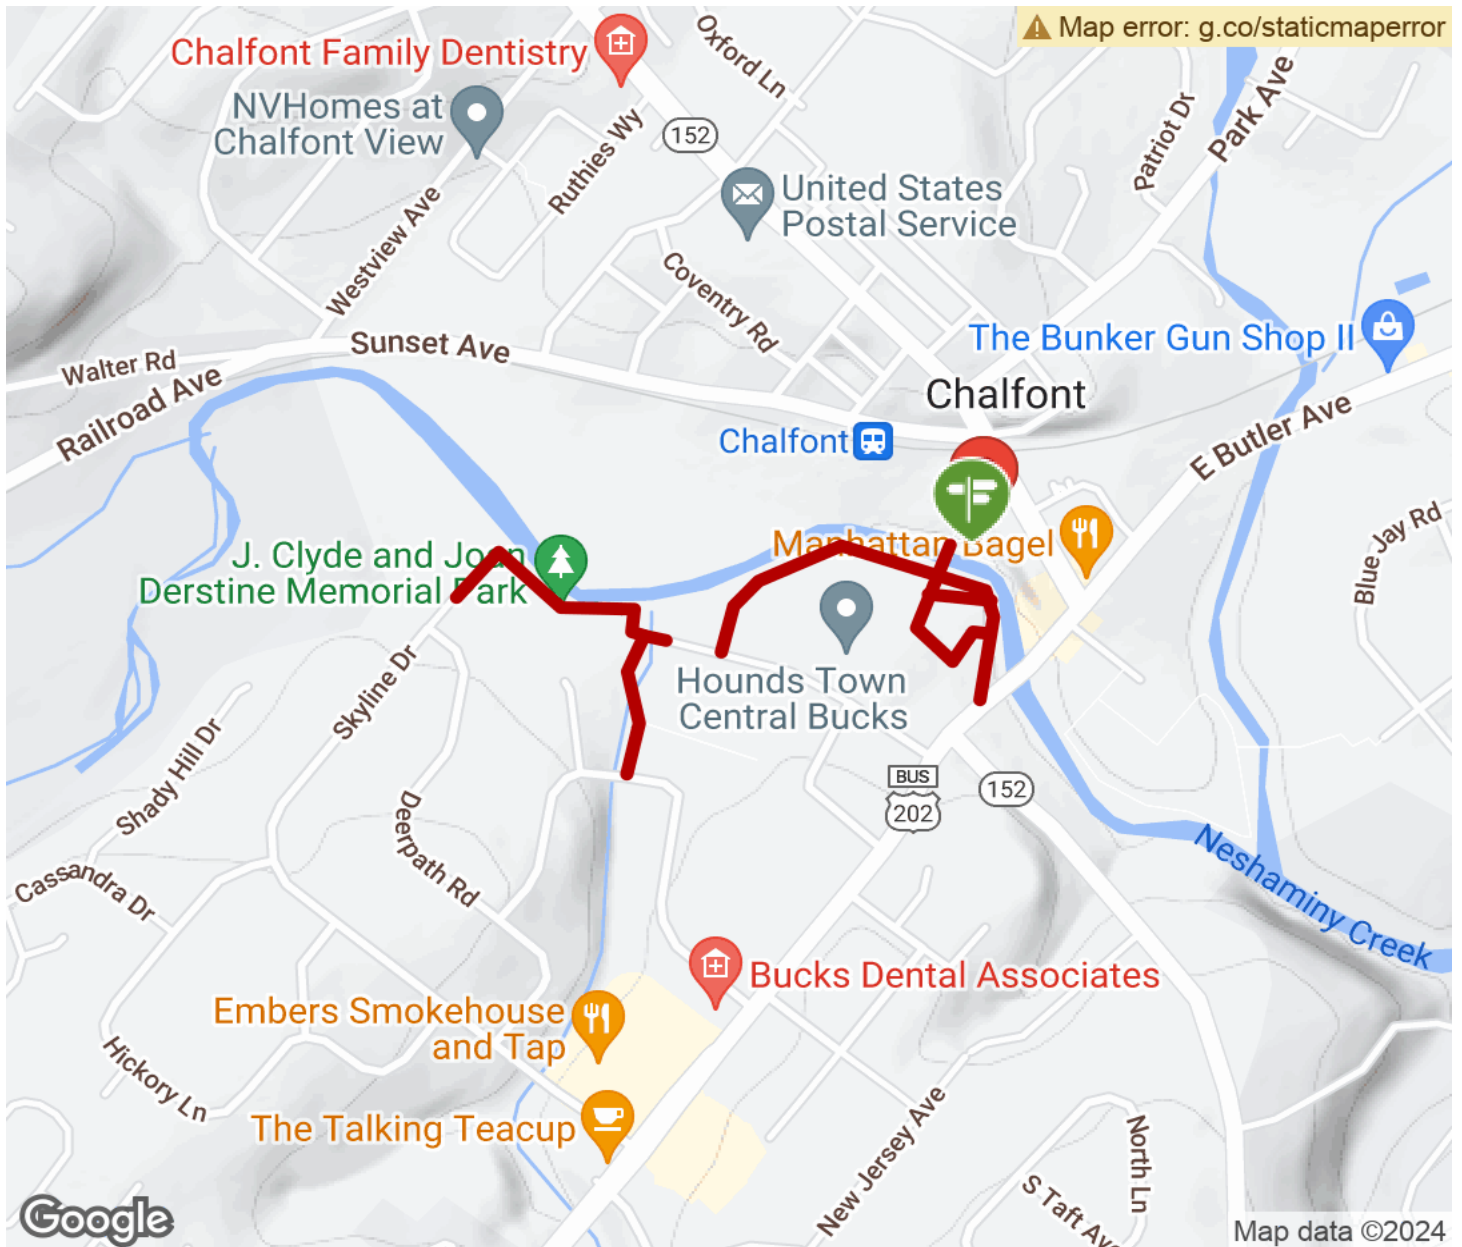 Map error: g.co/staticmaperror
Chalfont Family Dentistry
Oxford Ln
Park Ave
NVHomes at
Chalfont View
Ruthies Wy
152
Patriot Dr
United States
Postal Service
Westview Ave
Coventry Rd
Sunset Ave
The Bunker Gun Shop II
Walter Rd
Railroad Ave
Chalfont
E Butler Ave
Chalfont
Manhattan Bagel
J. Clyde and Joan
Derstine Memorial Park
Blue Jay Rd
Skyline Dr
Hounds Town
Central Bucks
Shady Hill Dr
BUS
202
152
Deerpath Rd
Neshaminy Creek
Cassandra Dr
Bucks Dental Associates
Embers Smokehouse
and Tap
Hickory Ln
The Talking Teacup
New Jersey Ave
North Ln
S Taft Ave
Google
Map data ©2024